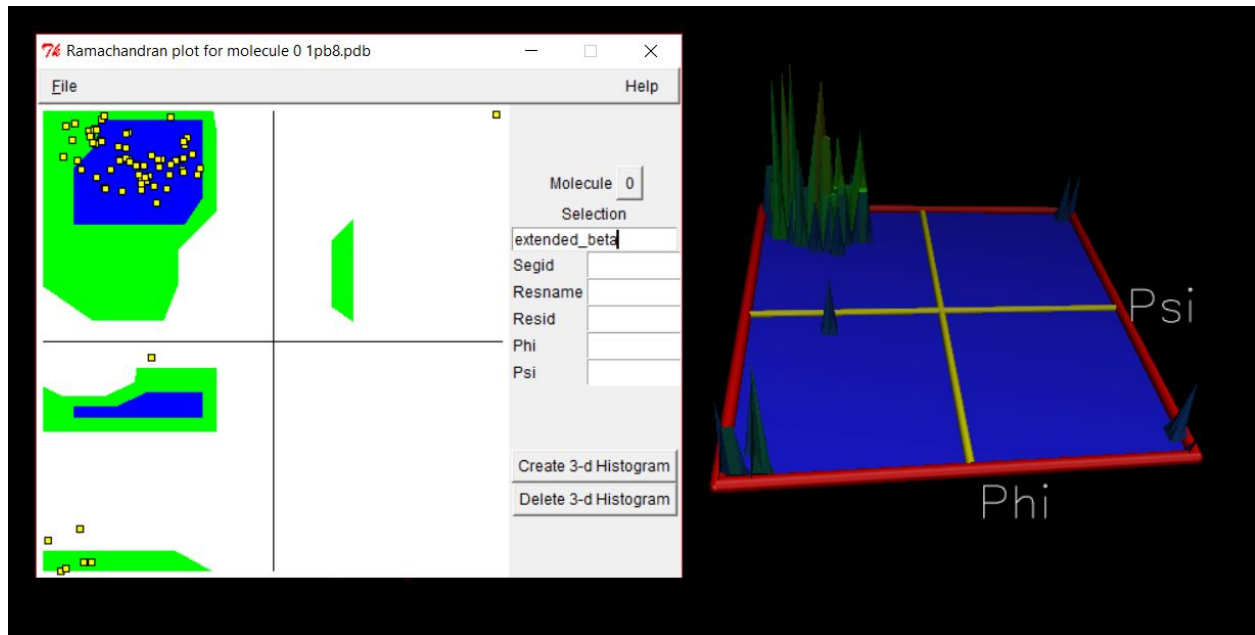 7% Ramachandran plot for molecule 0 1pb8.pdb
File Help
Molecule 0
Selection
extended_beta
Segid
Resname
Resid
Phi
Psi
Create 3-d Histogram
Delete 3-d Histogram
Psi
Phi